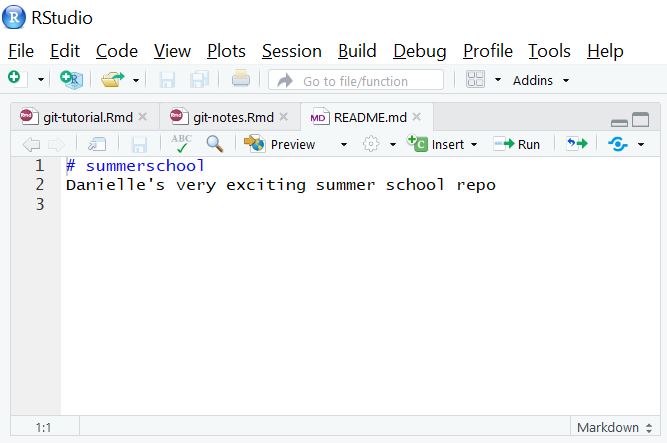 RStudio
File Edit Code View Plots Session Build Debug Profile Tools Help
Go to file/function Addins
git-tutorial.Rmd git-notes.Rmd README.md
ABC Preview Insert Run
1 # summerschool
2 Danielle's very exciting summer school repo
3
1:1 Markdown